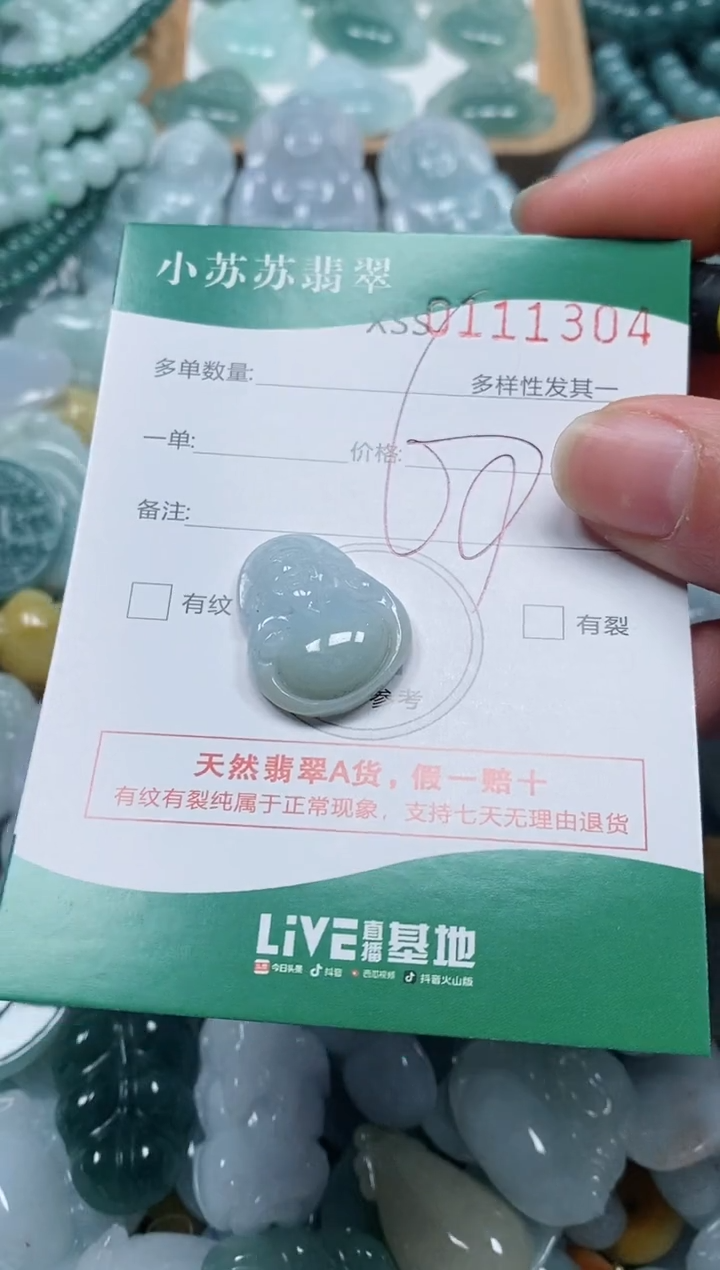 小苏苏翡翠
XSS0111304
多单数量:
多样性发其一
一单:
价格:
备注:
有纹
有裂
参考
天然翡翠A货，假一赔十
有纹有裂纯属于正常现象，支持七天无理由退货
LiVE直播基地
今日头条 抖音 西瓜视频 抖音火山版